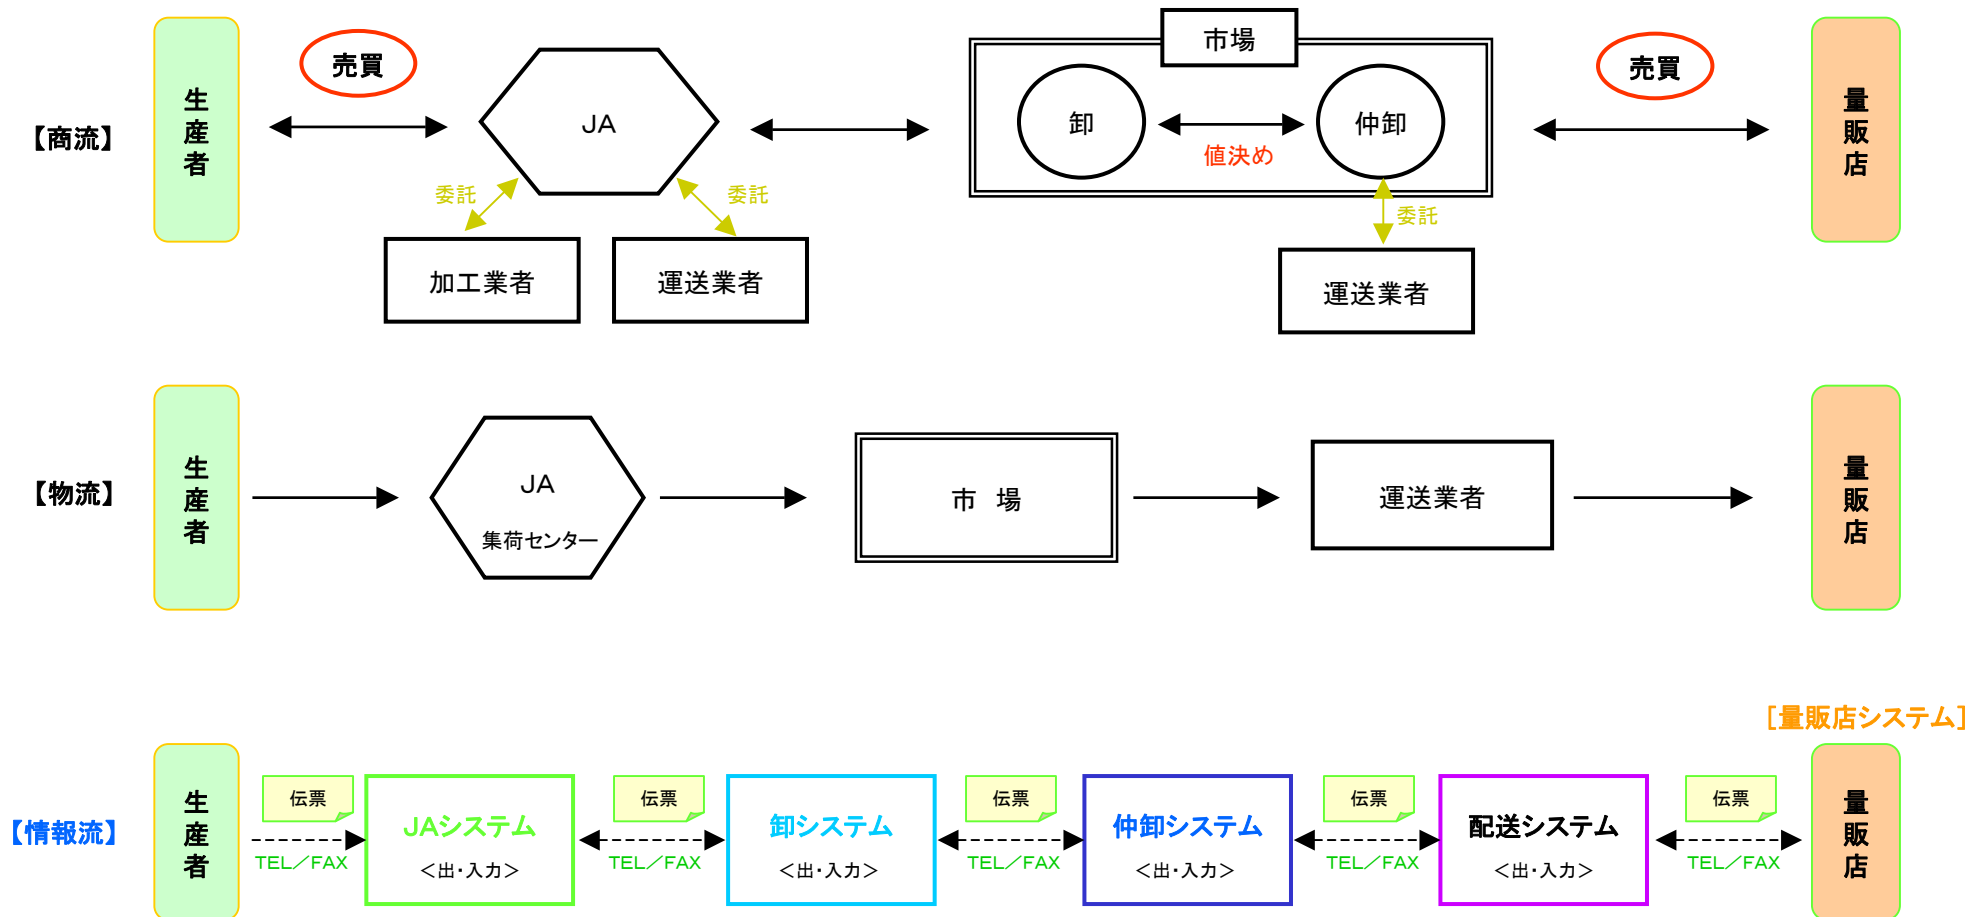 市場
売買
売買
生産者
JA
卸
仲卸
量販店
【商流】
値決め
委託
委託
委託
加工業者
運送業者
運送業者
【物流】
生産者
JA
集荷センター
市 場
運送業者
量販店
［量販店システム］
【情報流】
生産者
伝票
TEL／FAX
JAシステム
＜出・入力＞
伝票
TEL／FAX
卸システム
＜出・入力＞
伝票
TEL／FAX
仲卸システム
＜出・入力＞
伝票
TEL／FAX
配送システム
＜出・入力＞
伝票
TEL／FAX
量販店